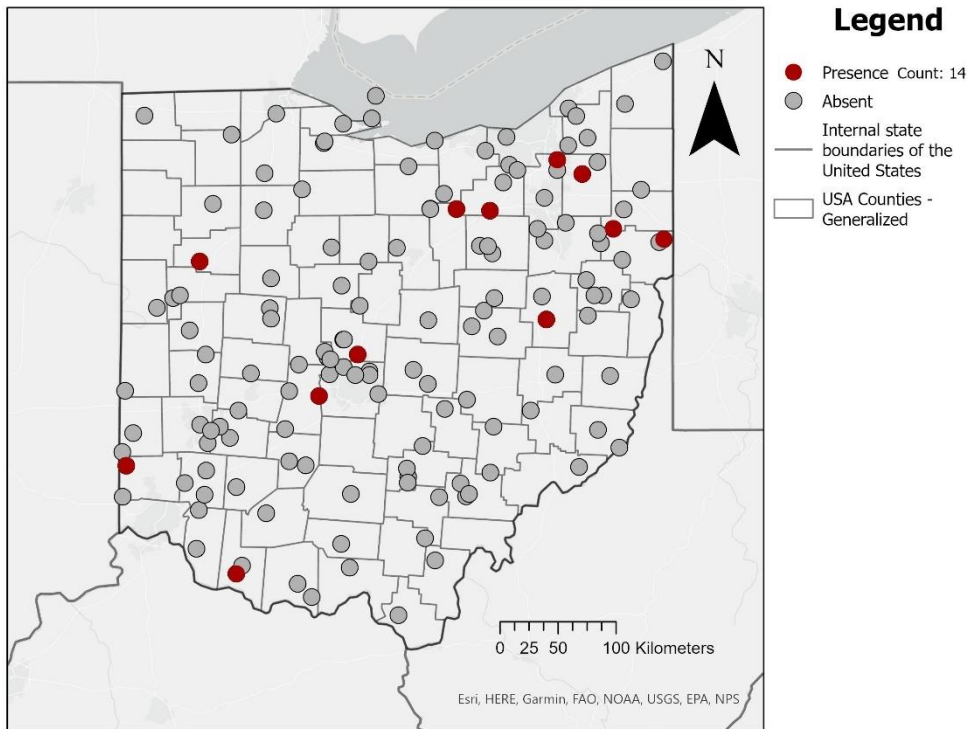 Legend
N
Presence Count: 14
Absent
Internal state
boundaries of the
United States
USA Counties -
Generalized
0 25 50 100 Kilometers
Esri, HERE, Garmin, FAO, NOAA, USGS, EPA, NPS